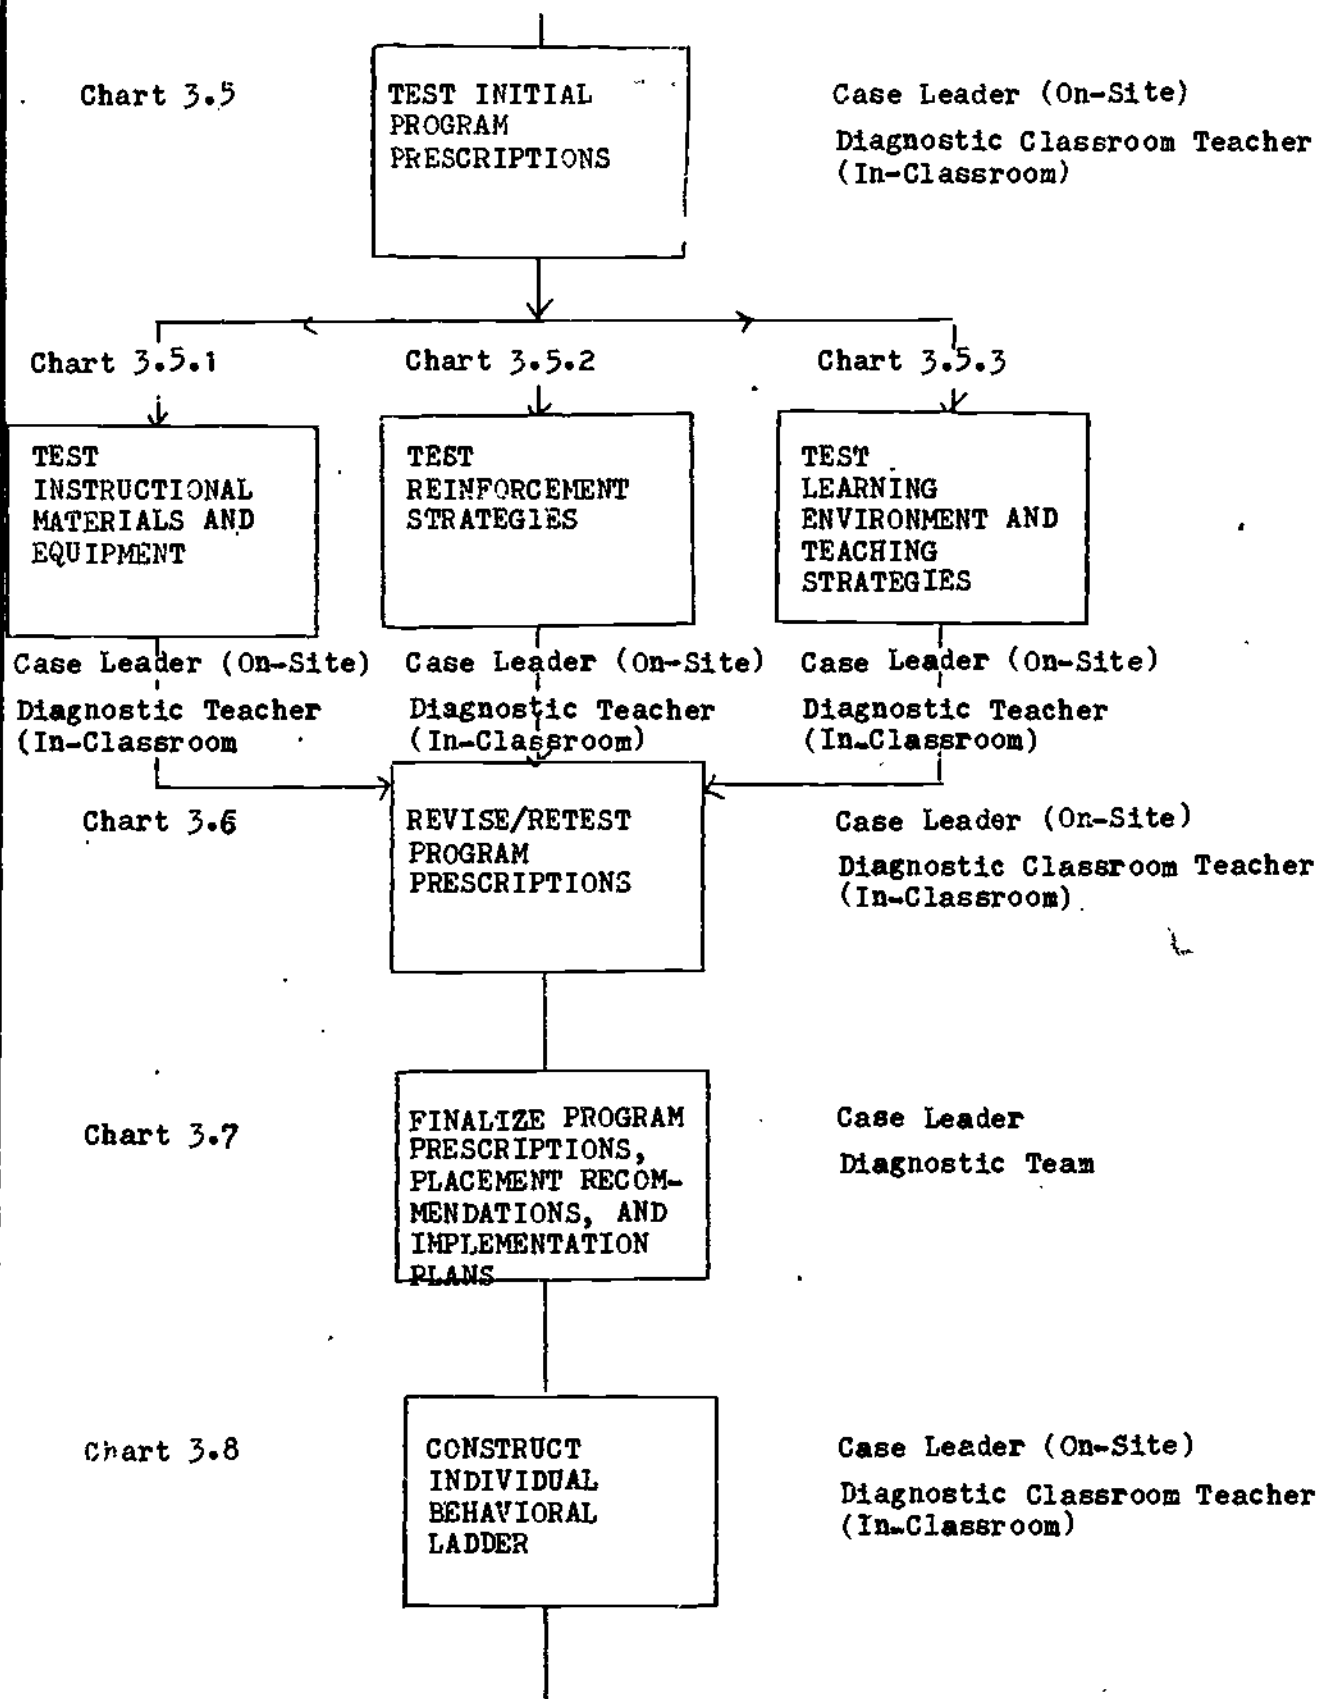 Chart 3.5
TEST INITIAL
PROGRAM
PRESCRIPTIONS
Case Leader (On-Site)
Diagnostic Classroom Teacher
(In-Classroom)
Chart 3.5.1
Chart 3.5.2
Chart 3.5.3
TEST
INSTRUCTIONAL
MATERIALS AND
EQUIPMENT
TEST
REINFORCEMENT
STRATEGIES
TEST
LEARNING
ENVIRONMENT AND
TEACHING
STRATEGIES
Case Leader (On-Site)
Diagnostic Teacher
(In-Classroom
Case Leader (On-Site)
Diagnostic Teacher
(In-Classroom)
Case Leader (On-Site)
Diagnostic Teacher
(In-Classroom)
Chart 3.6
REVISE/RETEST
PROGRAM
PRESCRIPTIONS
Case Leader (On-Site)
Diagnostic Classroom Teacher
(In-Classroom)
Chart 3.7
FINALIZE PROGRAM
PRESCRIPTIONS,
PLACEMENT RECOM-
MENDATIONS, AND
IMPLEMENTATION
PLANS
Case Leader
Diagnostic Team
Chart 3.8
CONSTRUCT
INDIVIDUAL
BEHAVIORAL
LADDER
Case Leader (On-Site)
Diagnostic Classroom Teacher
(In-Classroom)